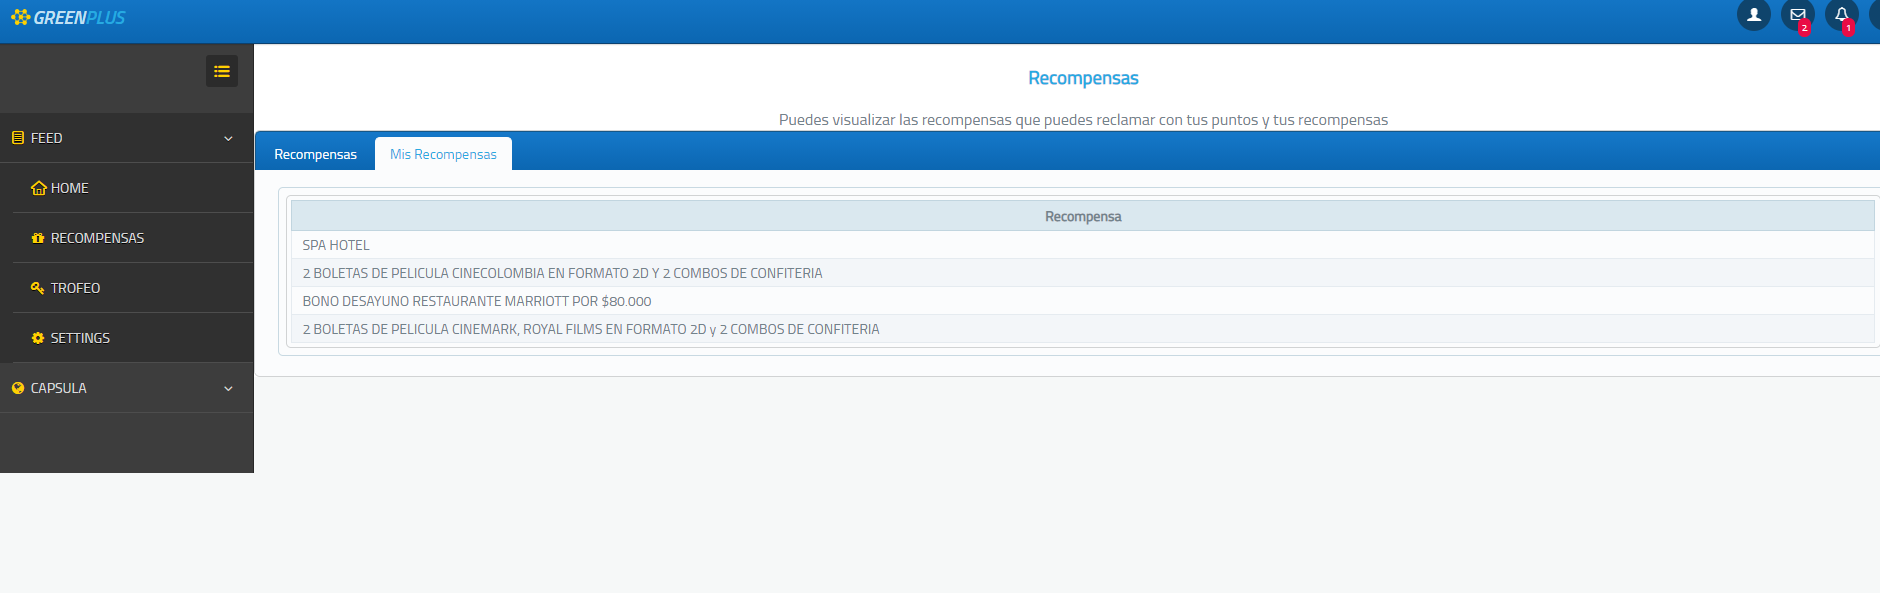 GREENPLUS
2
1
Recompensas
Puedes visualizar las recompensas que puedes reclamar con tus puntos y tus recompensas
Recompensas
Mis Recompensas
FEED
HOME
RECOMPENSAS
TROFEO
SETTINGS
CAPSULA
Recompensa
SPA HOTEL
2 BOLETAS DE PELICULA CINECOLOMBIA EN FORMATO 2D Y 2 COMBOS DE CONFITERIA
BONO DESAYUNO RESTAURANTE MARRIOTT POR $80.000
2 BOLETAS DE PELICULA CINEMARK, ROYAL FILMS EN FORMATO 2D y 2 COMBOS DE CONFITERIA